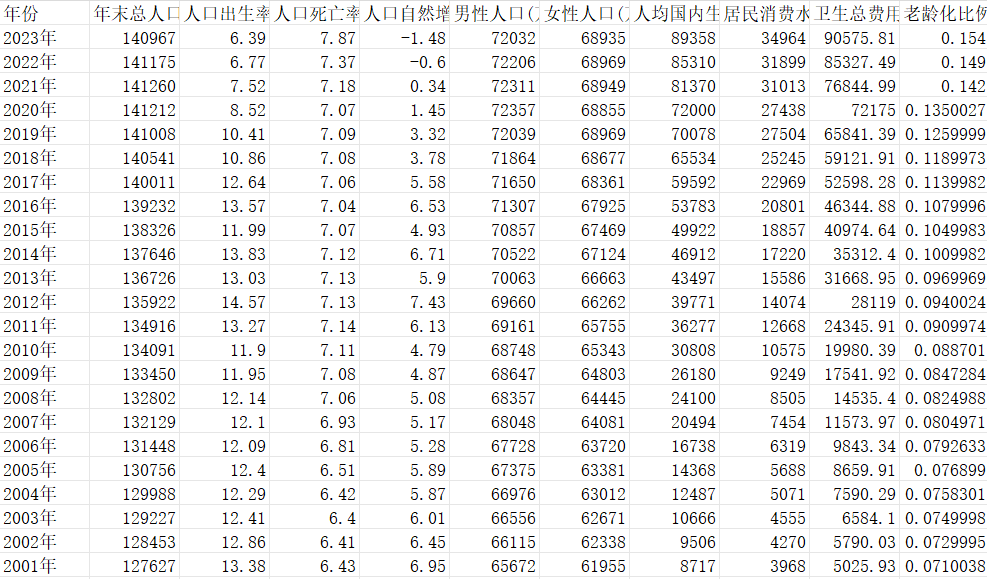 年份 年末总人口 人口出生率 人口死亡率 人口自然增 男性人口( 女性人口( 人均国内生 居民消费水 卫生总费用 老龄化比例
2023年 140967 6.39 7.87 -1.48 72032 68935 89358 34964 90575.81 0.154
2022年 141175 6.77 7.37 -0.6 72206 68969 85310 31899 85327.49 0.149
2021年 141260 7.52 7.18 0.34 72311 68949 81370 31013 76844.99 0.142
2020年 141212 8.52 7.07 1.45 72357 68855 72000 27438 72175 0.1350027
2019年 141008 10.41 7.09 3.32 72039 68969 70078 27504 65841.39 0.1259999
2018年 140541 10.86 7.08 3.78 71864 68677 65534 25245 59121.91 0.1189973
2017年 140011 12.64 7.06 5.58 71650 68361 59592 22969 52598.28 0.1139982
2016年 139232 13.57 7.04 6.53 71307 67925 53783 20801 46344.88 0.1079996
2015年 138326 11.99 7.07 4.93 70857 67469 49922 18857 40974.64 0.1049983
2014年 137646 13.83 7.12 6.71 70522 67124 46912 17220 35312.4 0.1009982
2013年 136726 13.03 7.13 5.9 70063 66663 43497 15586 31668.95 0.0969969
2012年 135922 14.57 7.13 7.43 69660 66262 39771 14074 28119 0.0940024
2011年 134916 13.27 7.14 6.13 69161 65755 36277 12668 24345.91 0.0909974
2010年 134091 11.9 7.11 4.79 68748 65343 30808 10575 19980.39 0.088701
2009年 133450 11.95 7.08 4.87 68647 64803 26180 9249 17541.92 0.0847284
2008年 132802 12.14 7.06 5.08 68357 64445 24100 8505 14535.4 0.0824988
2007年 132129 12.1 6.93 5.17 68048 64081 20494 7454 11573.97 0.0804971
2006年 131448 12.09 6.81 5.28 67728 63720 16738 6319 9843.34 0.0792633
2005年 130756 12.4 6.51 5.89 67375 63381 14368 5688 8659.91 0.076899
2004年 129988 12.29 6.42 5.87 66976 63012 12487 5071 7590.29 0.0758301
2003年 129227 12.41 6.4 6.01 66556 62671 10666 4555 6584.1 0.0749998
2002年 128453 12.86 6.41 6.45 66115 62338 9506 4270 5790.03 0.0729995
2001年 127627 13.38 6.43 6.95 65672 61955 8717 3968 5025.93 0.0710038